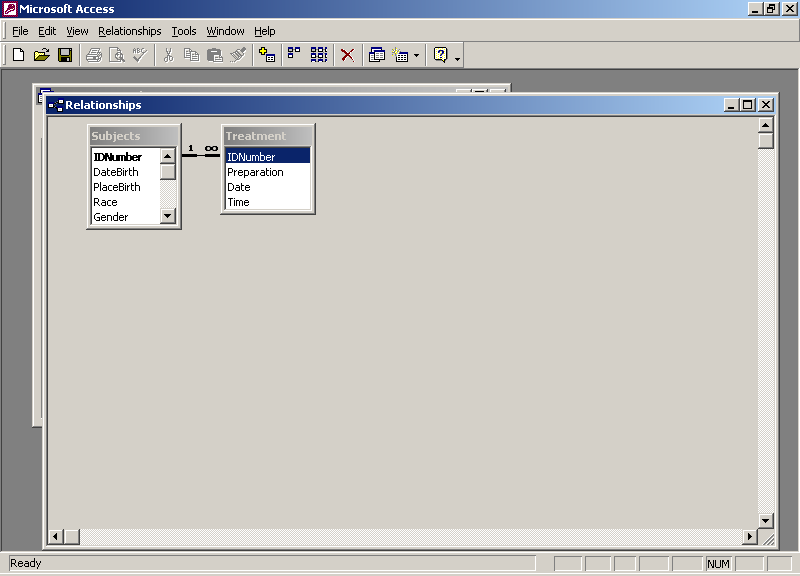 Microsoft Access
File Edit View Relationships Tools Window Help
Relationships
Subjects
IDNumber
DateBirth
PlaceBirth
Race
Gender
1 ∞
Treatment
IDNumber
Preparation
Date
Time
Ready
NUM